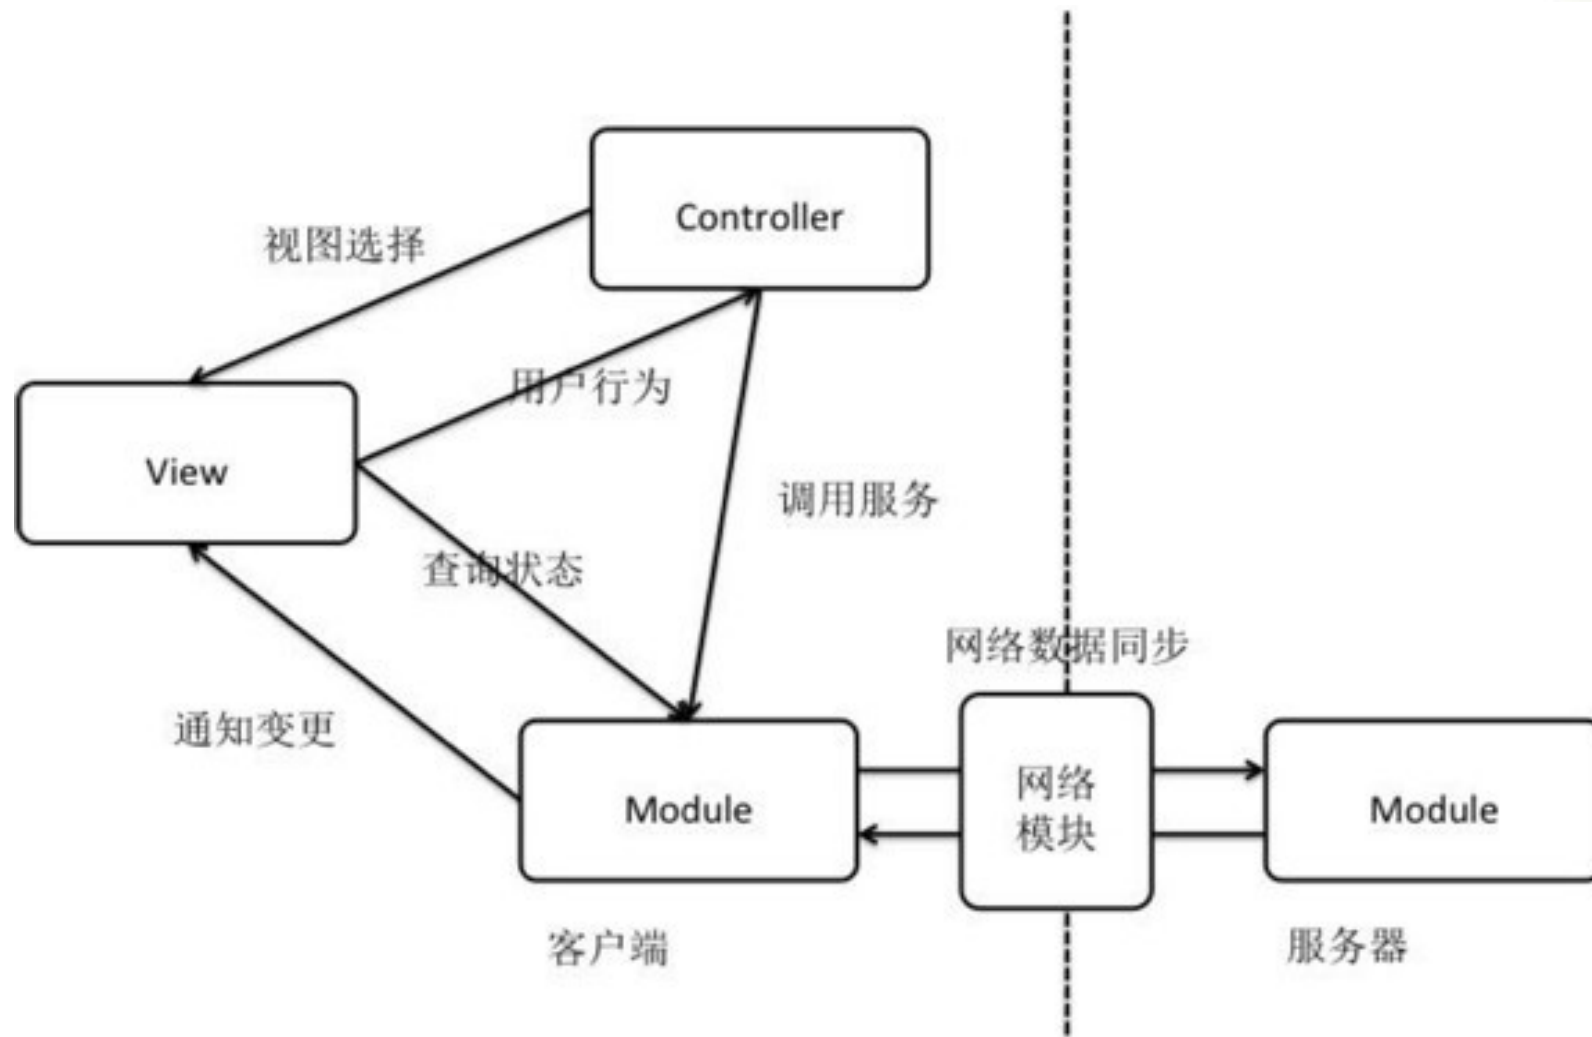 Controller
视图选择
用户行为
View
调用服务
查询状态
网络数据同步
通知变更
网络
模块
Module
Module
客户端
服务器